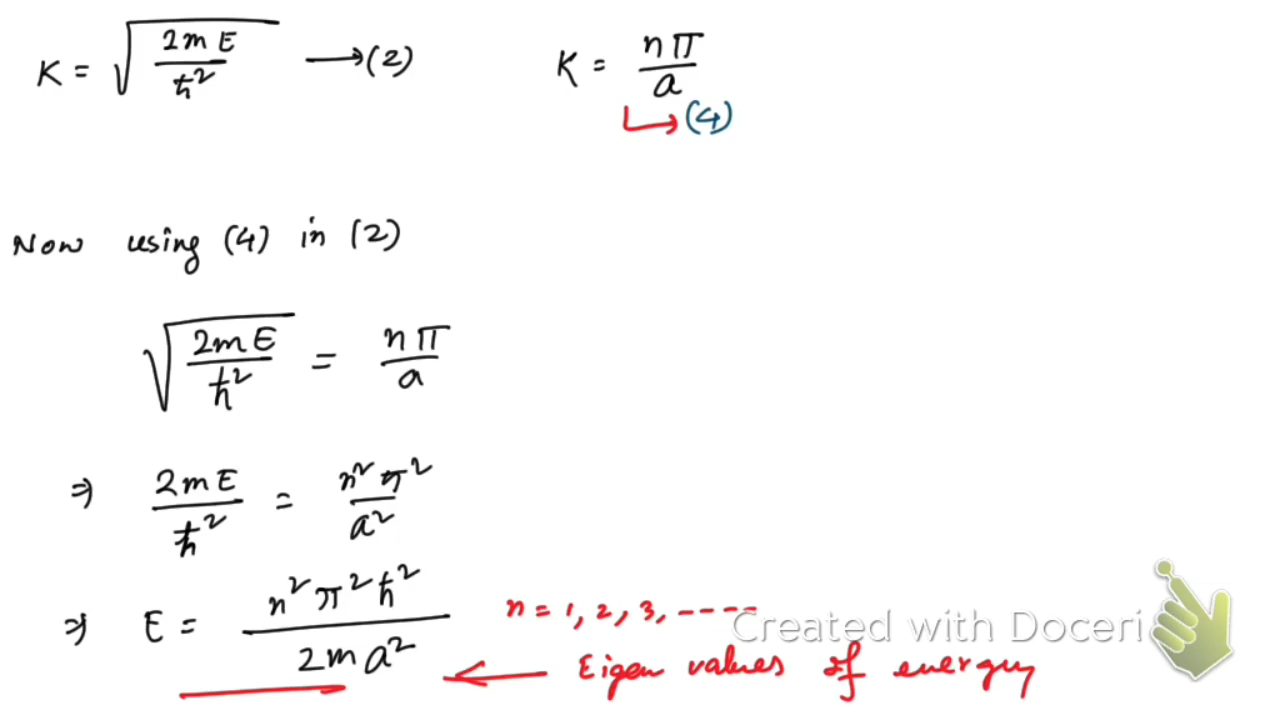 K = √(2mE/ħ²) → (2)    K = nπ/a
↳ (4)
Now using (4) in (2)
√(2mE/ħ²) = nπ/a
⇒ 2mE/ħ² = n²π²/a²
⇒ E = n²π²ħ²/2ma²    n = 1, 2, 3, ----
Created with Doceri
← Eigen values of energy